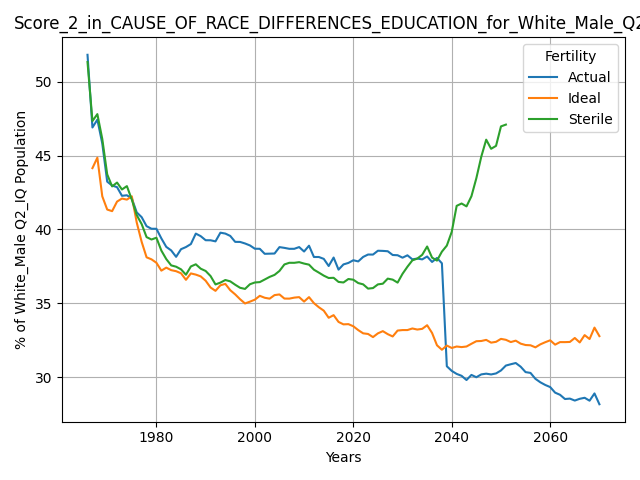 Score_2_in_CAUSE_OF_RACE_DIFFERENCES_EDUCATION_for_White_Male_Q2
Fertility
Actual
Ideal
Sterile
% of White_Male Q2_IQ Population
50
45
40
35
30
1980
2000
2020
2040
2060
Years